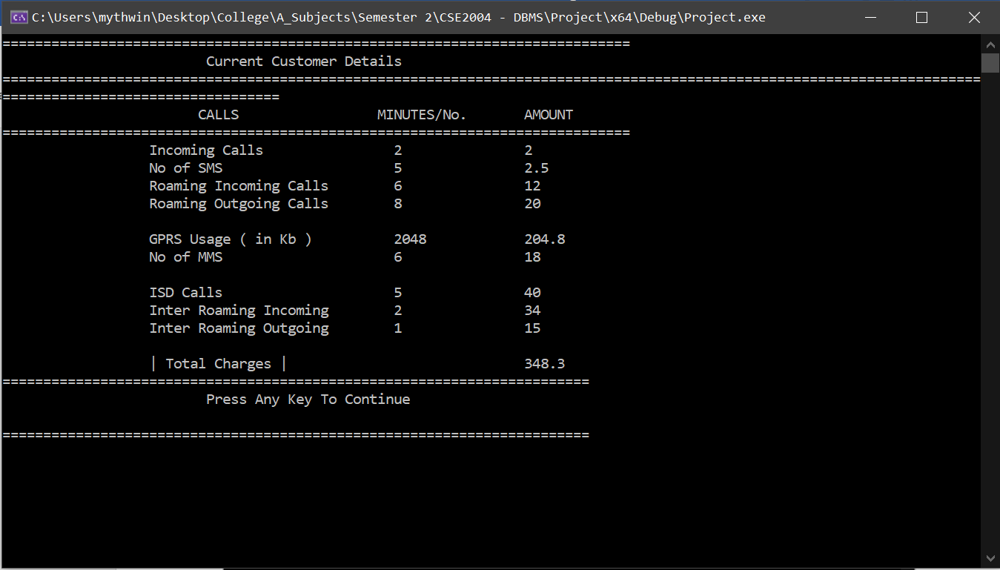 C:\Users\mythwin\Desktop\College\A_Subjects\Semester 2\CSE2004 - DBMS\Project\x64\Debug\Project.exe
=============================================================================
Current Customer Details
========================================================================================================================
==================================
CALLS MINUTES/No. AMOUNT
=============================================================================
Incoming Calls 2 2
No of SMS 5 2.5
Roaming Incoming Calls 6 12
Roaming Outgoing Calls 8 20
GPRS Usage ( in Kb ) 2048 204.8
No of MMS 6 18
ISD Calls 5 40
Inter Roaming Incoming 2 34
Inter Roaming Outgoing 1 15
| Total Charges | 348.3
========================================================================
Press Any Key To Continue
========================================================================